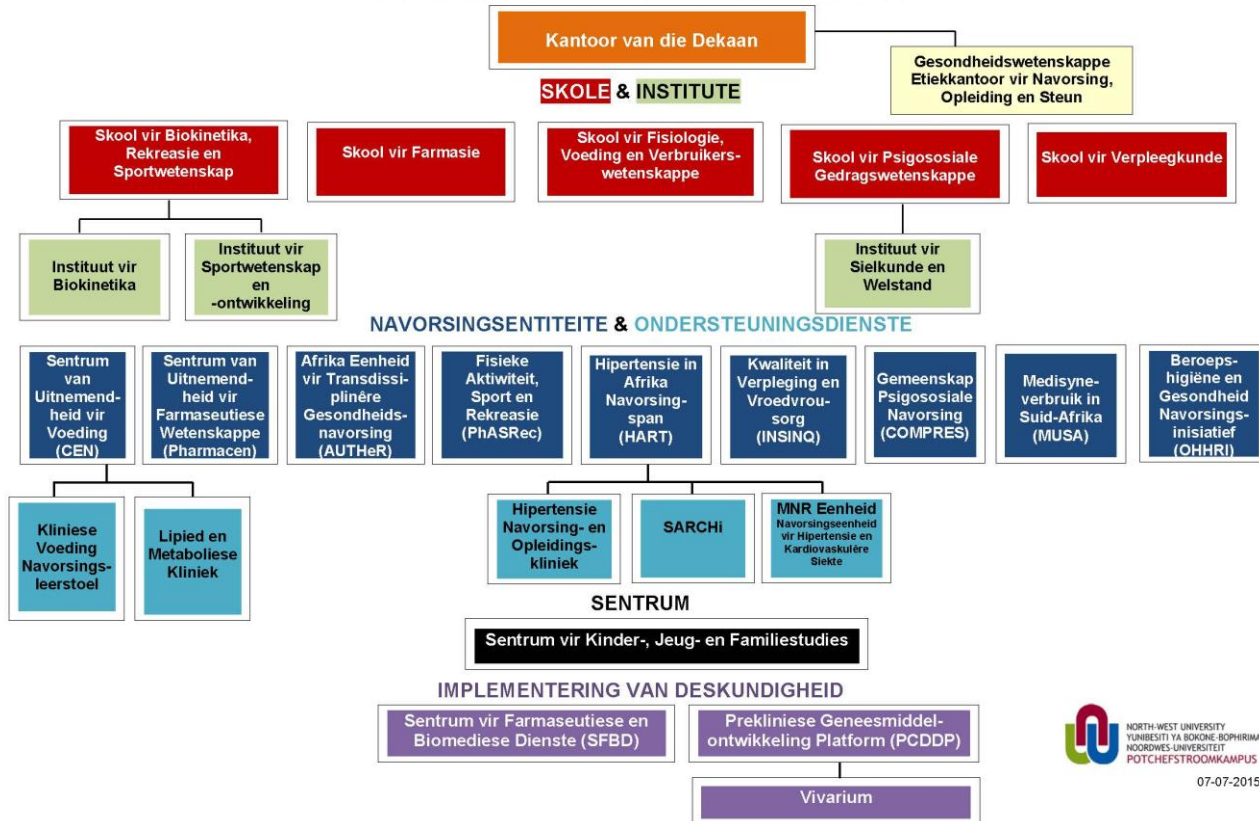 Kantoor van die Dekaan
Gesondheidswetenskappe
Etiekkantoor vir Navorsing,
Opleiding en Steun
SKOLE & INSTITUTE
Skool vir Biokinetika,
Rekreasie en
Sportwetenskap
Skool vir Farmasie
Skool vir Fisiologie,
Voeding en Verbruikers-
wetenskappe
Skool vir Psigososiale
Gedragswetenskappe
Skool vir Verpleegkunde
Instituut vir
Biokinetika
Instituut vir
Sportwetenskap
en
-ontwikkeling
Instituut vir
Sielkunde en
Welstand
NAVORSINGSENTITEITE & ONDERSTEUNINGSDIENSTE
Sentrum
van
Uitnemend-
heid vir
Voeding
(CEN)
Sentrum van
Uitnemend-
heid vir
Farmaseutiese
Wetenskappe
(Pharmacen)
Afrika Eenheid
vir Transdissi-
plinêre
Gesondheids-
navorsing
(AUTHeR)
Fisieke
Aktiwiteit,
Sport en
Rekreasie
(PhASRec)
Hipertensie in
Afrika
Navorsing-
span
(HART)
Kwaliteit in
Verpleging en
Vroedvrou-
sorg
(INSINQ)
Gemeenskap
Psigososiale
Navorsing
(COMPRES)
Medisyne-
verbruik in
Suid-Afrika
(MUSA)
Beroeps-
higiëne en
Gesondheid
Navorsings-
inisiatief
(OHHRI)
Kliniese
Voeding
Navorsings-
leerstoel
Lipied en
Metaboliese
Kliniek
Hipertensie
Navorsing- en
Opleidings-
kliniek
SARCHi
MNR Eenheid
Navorsingseenheid
vir Hipertensie en
Kardiovaskulêre
Siekte
SENTRUM
Sentrum vir Kinder-, Jeug- en Familiestudies
IMPLEMENTERING VAN DESKUNDIGHEID
Sentrum vir Farmaseutiese en
Biomediese Dienste (SFBD)
Prekliniese Geneesmiddel-
ontwikkeling Platform (PCDDP)
Vivarium
NORTH-WEST UNIVERSITY
YUNIBESITI YA BOKONE-BOPHIRIMA
NOORDWES-UNIVERSITEIT
POTCHEFSTROOMKAMPUS
07-07-2015